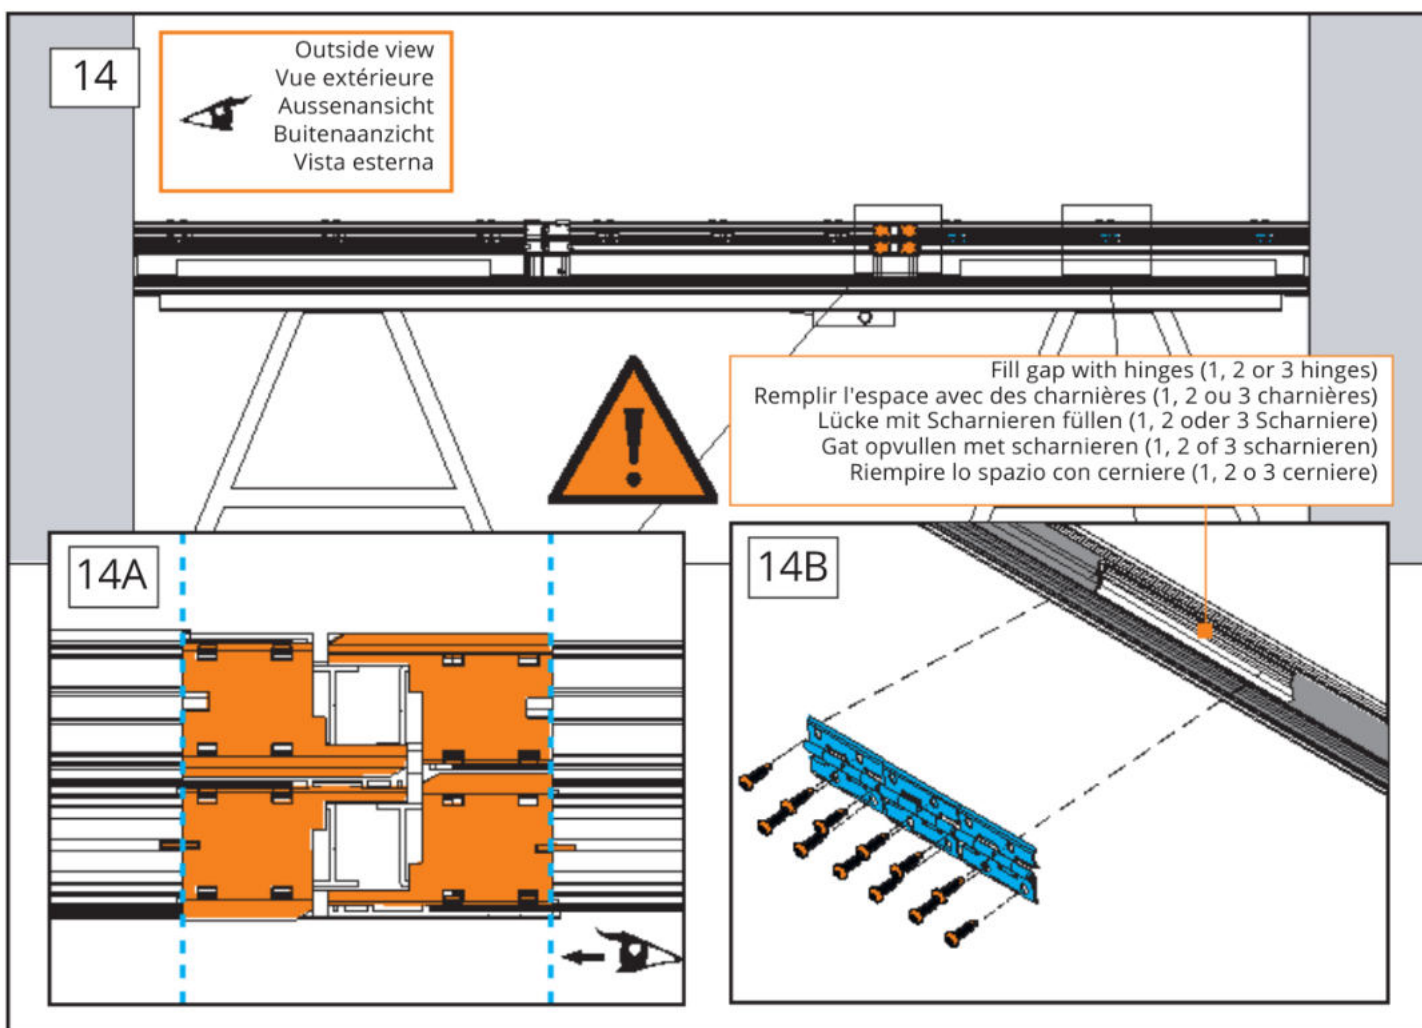 14
Outside view
Vue extérieure
Aussenansicht
Buitenaanzicht
Vista esterna
Fill gap with hinges (1, 2 or 3 hinges)
Remplir l'espace avec des charnières (1, 2 ou 3 charnières)
Lücke mit Scharnieren füllen (1, 2 oder 3 Scharniere)
Gat opvullen met scharnieren (1, 2 of 3 scharnieren)
Riempire lo spazio con cerniere (1, 2 o 3 cerniere)
14A
14B